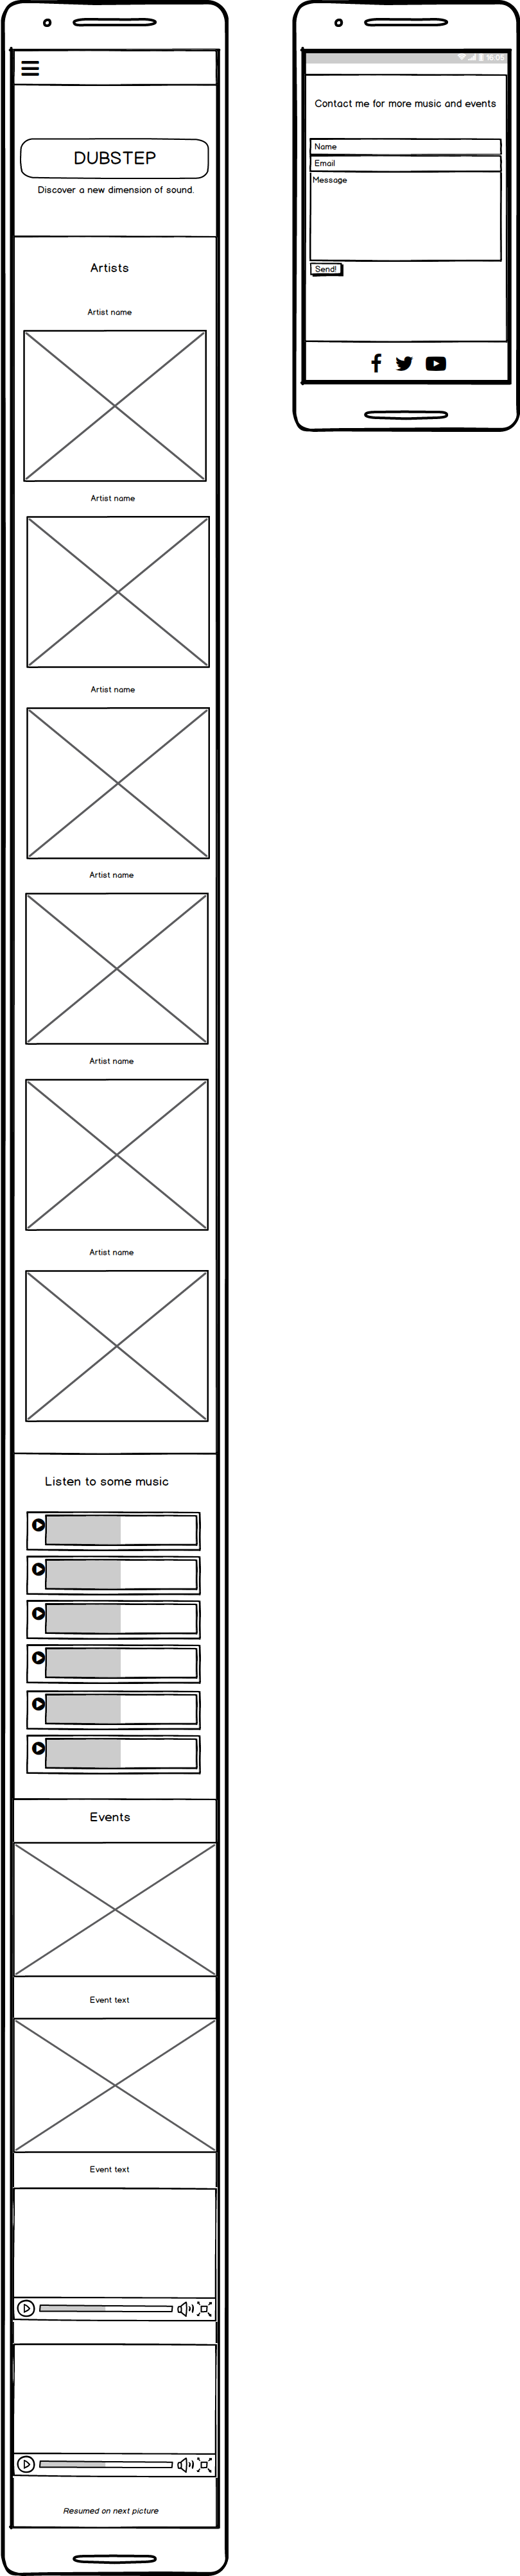 DUBSTEP
Discover a new dimension of sound.
Artists
Artist name
Artist name
Artist name
Artist name
Artist name
Artist name
Listen to some music
Events
Event text
Event text
Resumed on next picture
16:05
Contact me for more music and events
Name
Email
Message
Send!